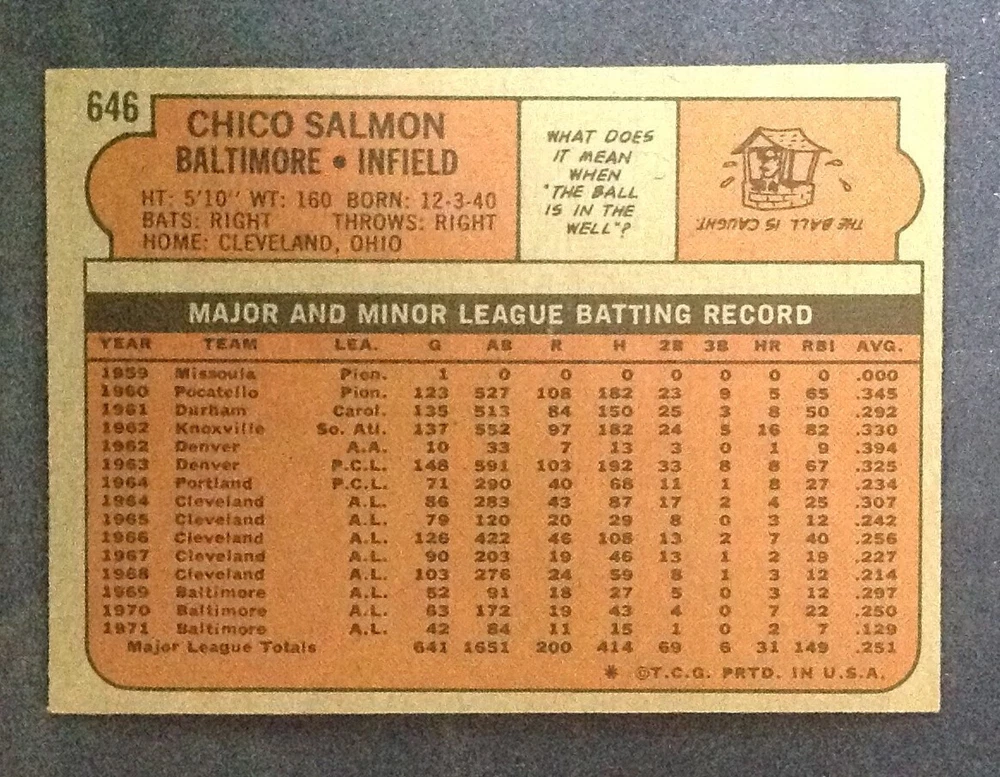 646
CHICO SALMON
BALTIMORE • INFIELD
HT: 5'10" WT: 160 BORN: 12-3-40
BATS: RIGHT THROWS: RIGHT
HOME: CLEVELAND, OHIO
WHAT DOES
IT MEAN
WHEN
"THE BALL
IS IN THE
WELL"?
THE BALL IS CAUGHT.
MAJOR AND MINOR LEAGUE BATTING RECORD
YEAR TEAM LEA. G AB R H 2B 3B HR RBI AVG.
1959 Missoula Pion. 1 0 0 0 0 0 0 0 .000
1960 Pocatello Pion. 123 527 108 182 23 9 5 65 .345
1961 Durham Carol. 135 513 84 150 25 3 8 50 .292
1962 Knoxville So. Atl. 137 552 97 182 24 5 16 82 .330
1962 Denver A.A. 10 33 7 13 3 0 1 9 .394
1963 Denver P.C.L. 148 591 103 192 33 8 8 67 .325
1964 Portland P.C.L. 71 290 40 68 11 1 8 27 .234
1964 Cleveland A.L. 86 283 43 87 17 2 4 25 .307
1965 Cleveland A.L. 79 120 20 29 8 0 3 12 .242
1966 Cleveland A.L. 126 422 46 108 13 2 7 40 .256
1967 Cleveland A.L. 90 203 19 46 13 1 2 19 .227
1968 Cleveland A.L. 103 276 24 59 8 1 3 12 .214
1969 Baltimore A.L. 52 91 18 27 5 0 3 12 .297
1970 Baltimore A.L. 63 172 19 43 4 0 7 22 .250
1971 Baltimore A.L. 42 84 11 15 1 0 2 7 .129
Major League Totals 641 1651 200 414 69 6 31 149 .251
* ©T.C.G. PRTD. IN U.S.A.